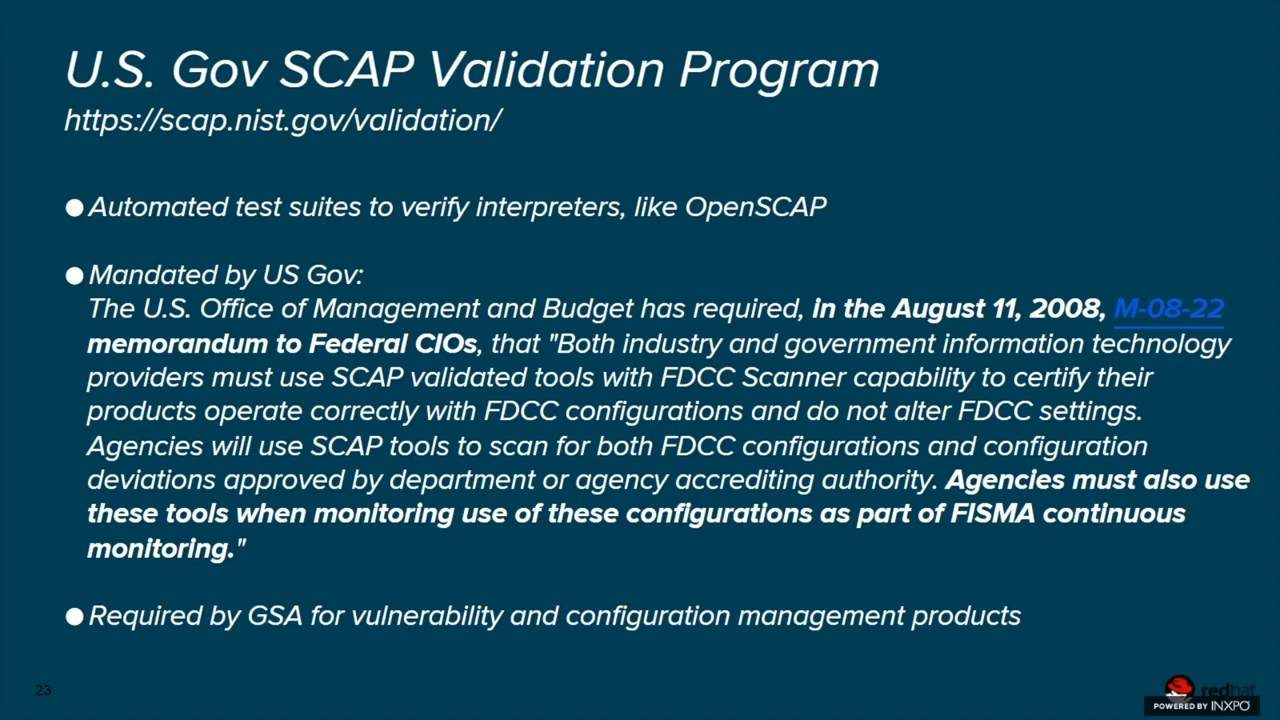 U.S. Gov SCAP Validation Program
https://scap.nist.gov/validation/
● Automated test suites to verify interpreters, like OpenSCAP
● Mandated by US Gov:
The U.S. Office of Management and Budget has required, in the August 11, 2008, M-08-22
memorandum to Federal CIOs, that "Both industry and government information technology
providers must use SCAP validated tools with FDCC Scanner capability to certify their
products operate correctly with FDCC configurations and do not alter FDCC settings.
Agencies will use SCAP tools to scan for both FDCC configurations and configuration
deviations approved by department or agency accrediting authority. Agencies must also use
these tools when monitoring use of these configurations as part of FISMA continuous
monitoring."
● Required by GSA for vulnerability and configuration management products
23
redhat
POWERED BY INXPO